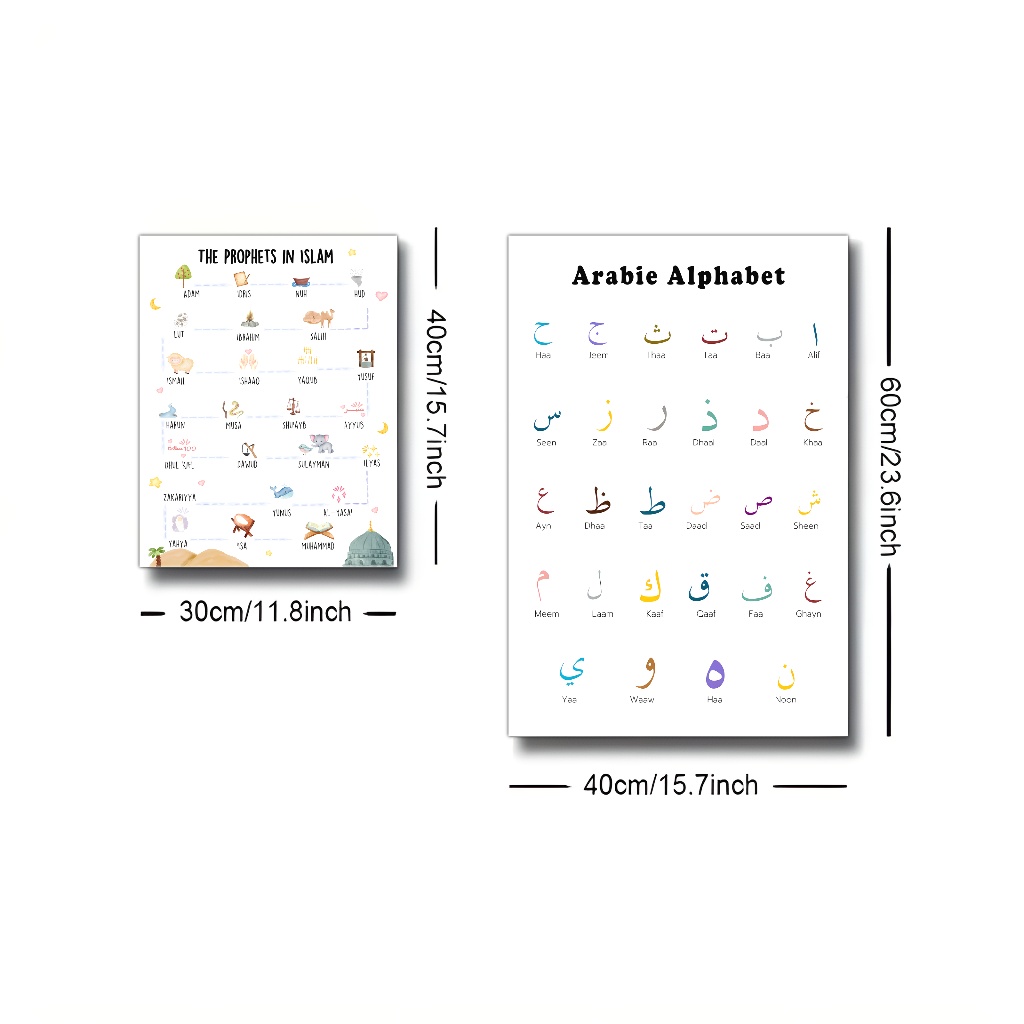 THE PROPHETS IN ISLAM
ADAM IDRIS NUH HUD
LUT IBRAHIM SALIH
ISMAIL ISHAAQ YAQUB YUSUF
HARUN MUSA SHUAYB AYYUB
DHUL KIFL DAWUD SULAYMAN ILYAS
ZAKARIYYA YUNUS AL-YASA'
YAHYA ISA MUHAMMAD
40cm/15.7inch
30cm/11.8inch
Arabie Alphabet
ا ب ت ث ج ح
Haa Jeem Thaa Taa Baa Alif
خ د ذ ر ز س
Seen Zaa Raa Dhaal Daal Khaa
ش ص ض ط ظ ع
Ayn Dhaa Taa Daad Saad Sheen
غ ف ق ك ل م
Meem Laam Kaaf Qaaf Faa Ghayn
ن ه و ي
Yaa Waaw Haa Noon
60cm/23.6inch
40cm/15.7inch